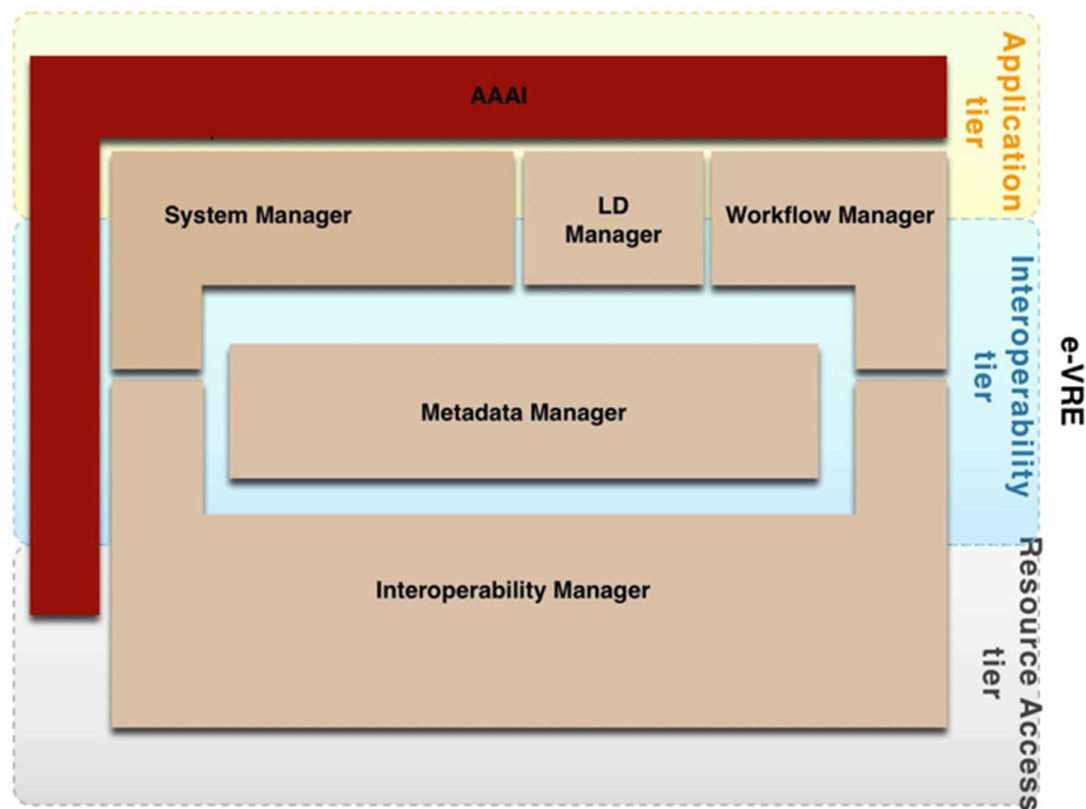 AAAI
Application
tier
System Manager
LD
Manager
Workflow Manager
Interoperability
tier
e-VRE
Metadata Manager
Interoperability Manager
Resource Access
tier